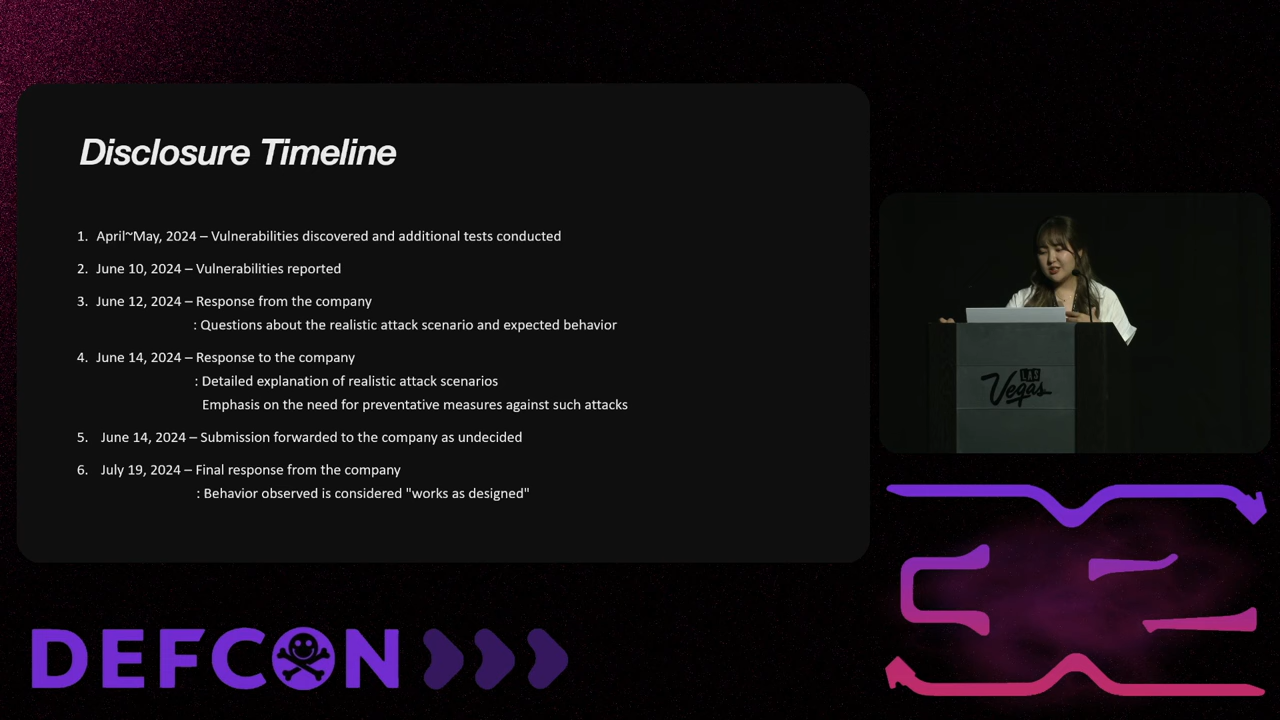 Disclosure Timeline
1. April~May, 2024 – Vulnerabilities discovered and additional tests conducted
2. June 10, 2024 – Vulnerabilities reported
3. June 12, 2024 – Response from the company
: Questions about the realistic attack scenario and expected behavior
4. June 14, 2024 – Response to the company
: Detailed explanation of realistic attack scenarios
Emphasis on the need for preventative measures against such attacks
5. June 14, 2024 – Submission forwarded to the company as undecided
6. July 19, 2024 – Final response from the company
: Behavior observed is considered "works as designed"
LAS
Vegas
DEFCON